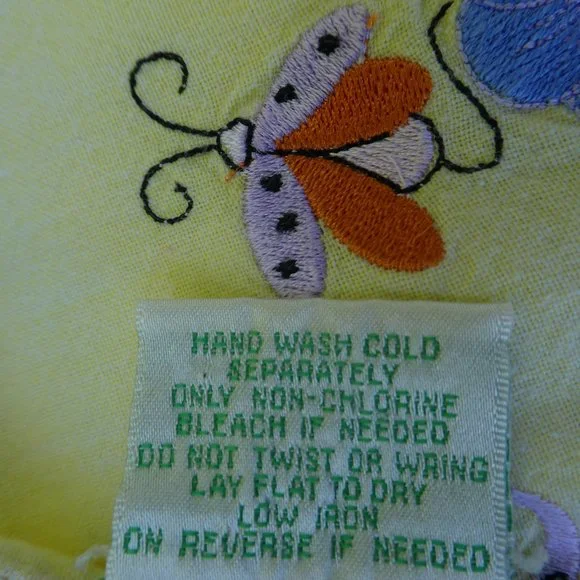 HAND WASH COLD
SEPARATELY
ONLY NON-CHLORINE
BLEACH IF NEEDED
DO NOT TWIST OR WRING
LAY FLAT TO DRY
LOW IRON
ON REVERSE IF NEEDED